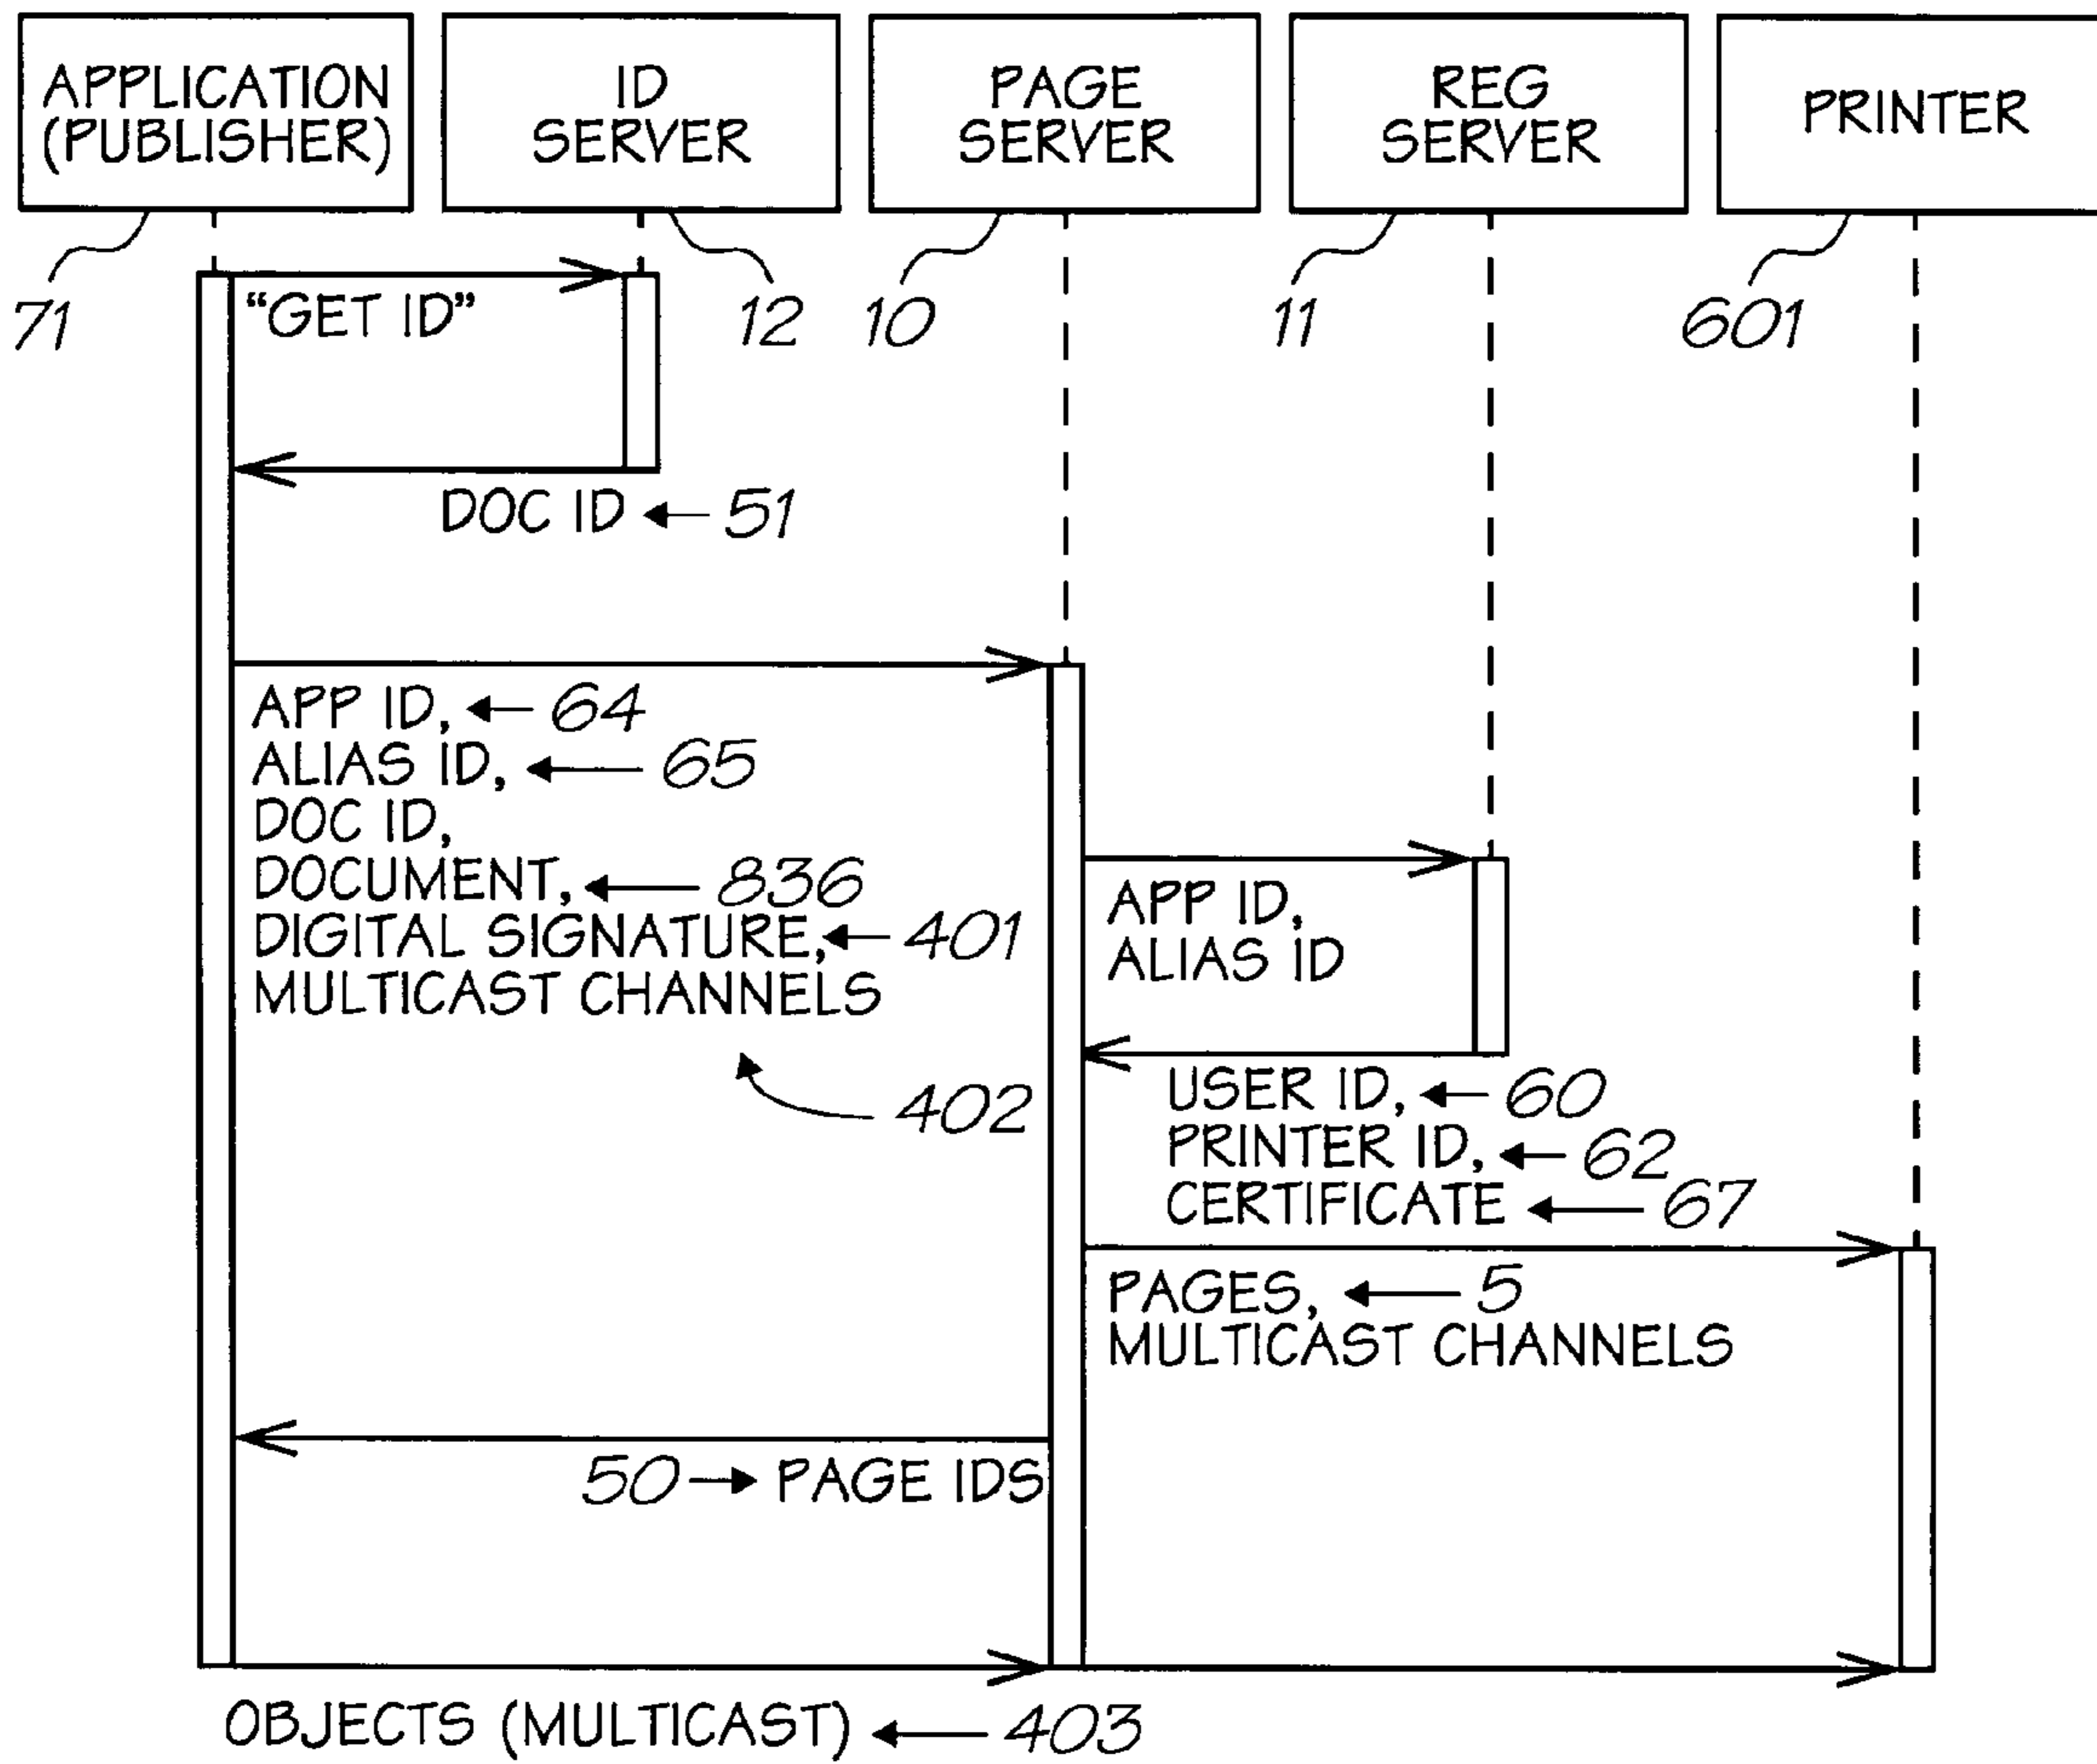 APPLICATION
(PUBLISHER)
ID
SERVER
PAGE
SERVER
REG
SERVER
PRINTER
71
12
10
11
601
"GET ID"
DOC ID
51
APP ID,
64
ALIAS ID,
65
DOC ID,
DOCUMENT,
836
DIGITAL SIGNATURE,
401
MULTICAST CHANNELS
402
APP ID,
ALIAS ID
USER ID,
60
PRINTER ID,
62
CERTIFICATE
67
PAGES,
5
MULTICAST CHANNELS
50
PAGE IDS
OBJECTS (MULTICAST)
403